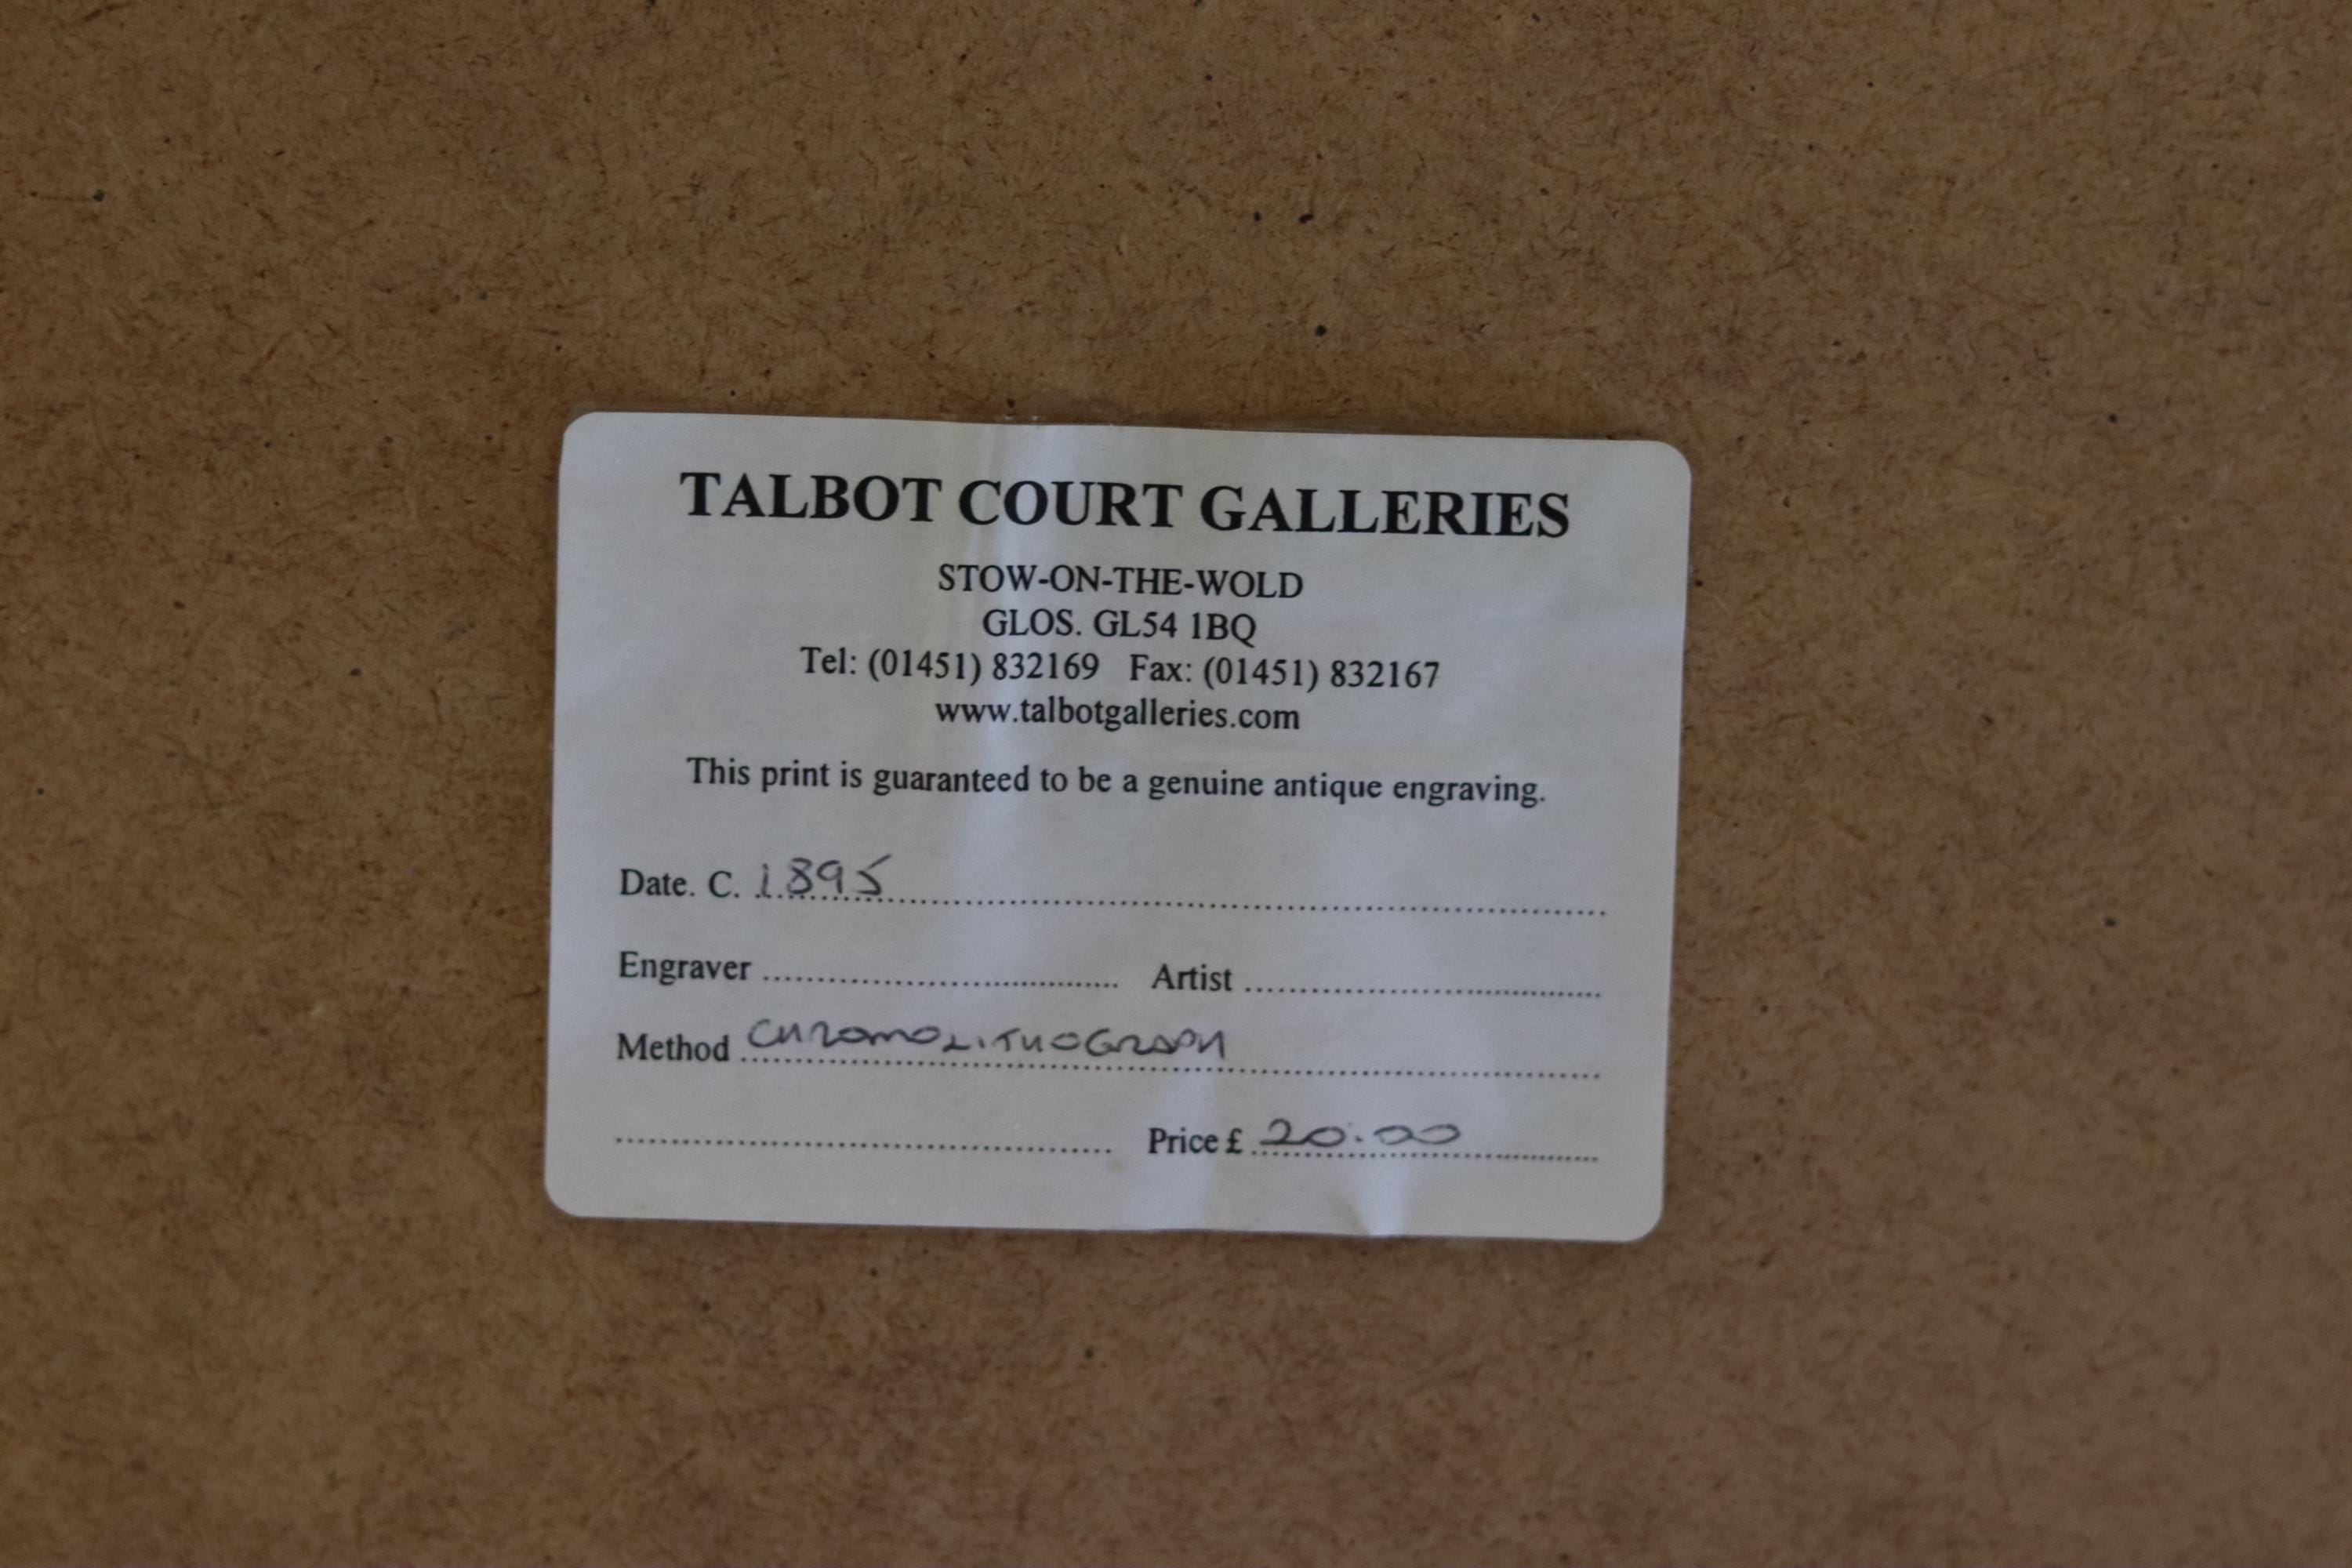 TALBOT COURT GALLERIES
STOW-ON-THE-WOLD
GLOS. GL54 1BQ
Tel: (01451) 832169 Fax: (01451) 832167
www.talbotgalleries.com
This print is guaranteed to be a genuine antique engraving.
Date. C. 1895
Engraver Artist
Method CHROMOLITHOGRAPH
Price £ 20.00